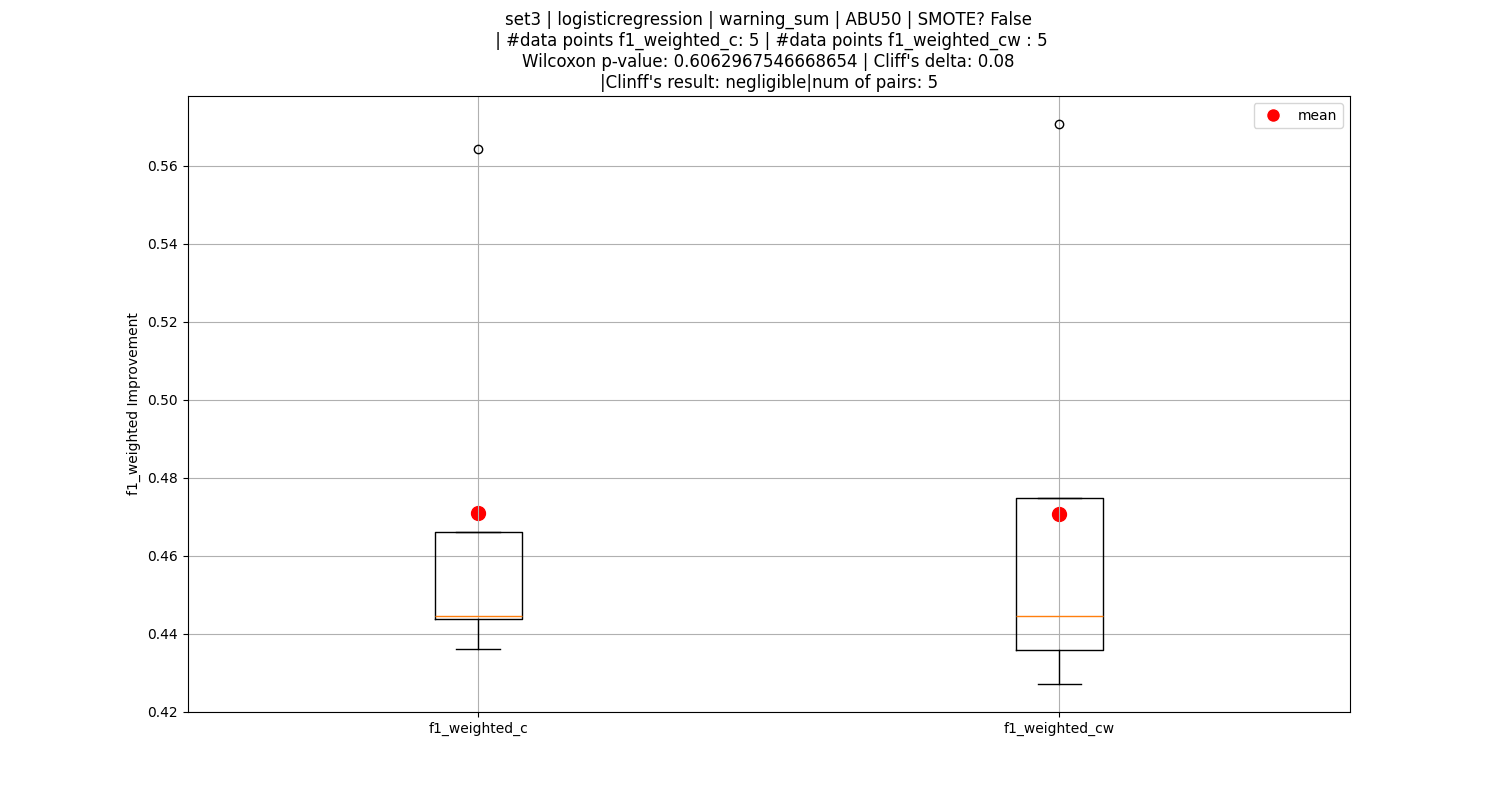 set3 | logisticregression | warning_sum | ABU50 | SMOTE? False
| #data points f1_weighted_c: 5 | #data points f1_weighted_cw : 5
Wilcoxon p-value: 0.6062967546668654 | Cliff's delta: 0.08
|Clinff's result: negligible|num of pairs: 5
mean
f1_weighted Improvement
0.56
0.54
0.52
0.50
0.48
0.46
0.44
0.42
f1_weighted_c
f1_weighted_cw